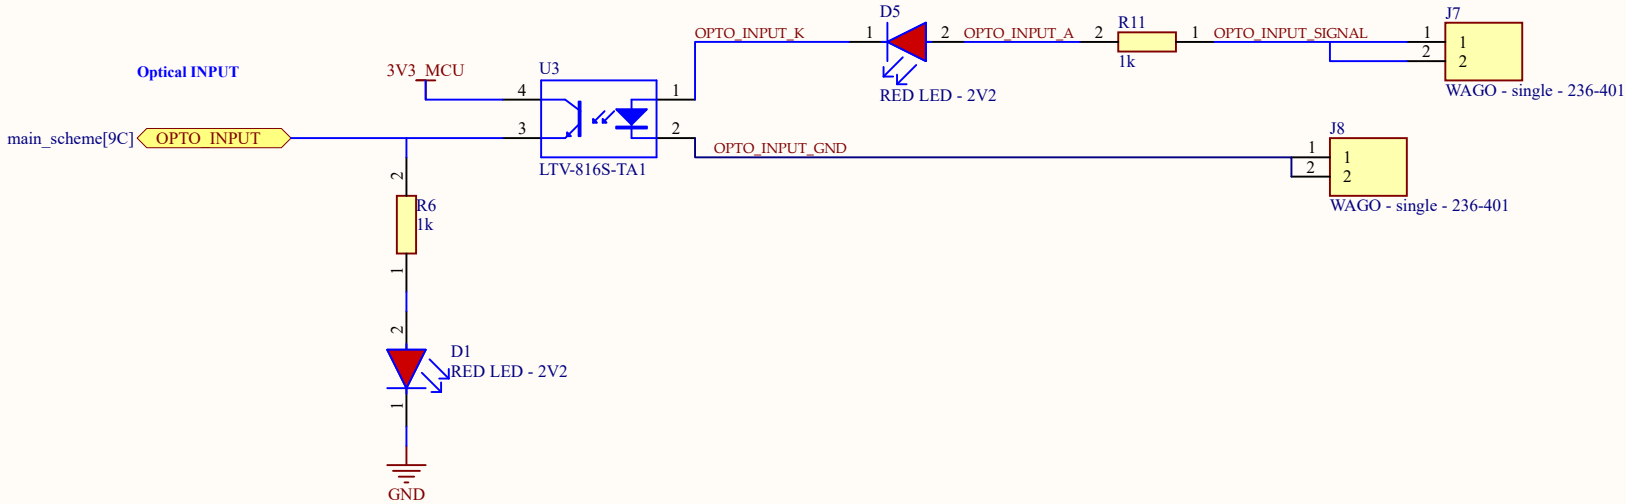 D5
J7
OPTO_INPUT_K
1
2
OPTO_INPUT_A
2
R11
1
OPTO_INPUT_SIGNAL
1
1
2
2
1k
Optical INPUT
3V3_MCU
U3
RED LED - 2V2
WAGO - single - 236-401
4
1
main_scheme[9C]
OPTO_INPUT
3
2
J8
OPTO_INPUT_GND
1
1
2
2
LTV-816S-TA1
2
WAGO - single - 236-401
R6
1k
1
2
D1
RED LED - 2V2
1
GND